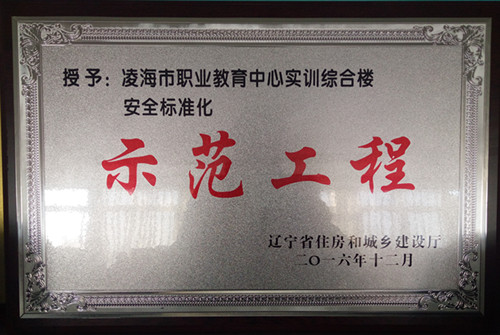 授予：凌海市职业教育中心实训综合楼
安全标准化
示范工程
辽宁省住房和城乡建设厅
二〇一六年十二月